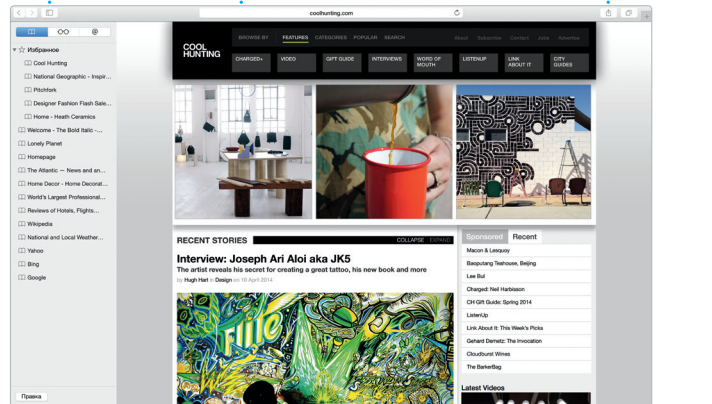 coolhunting.com
@
Избранное
Cool Hunting
National Geographic - Inspir...
Pitchfork
Designer Fashion Flash Sale...
Home - Heath Ceramics
Welcome - The Bold Italic -...
Lonely Planet
Homepage
The Atlantic — News and an...
Home Decor - Home Decorat...
World's Largest Professional...
Reviews of Hotels, Flights...
Wikipedia
National and Local Weather...
Yahoo
Bing
Google
Правка
COOL
HUNTING
BROWSE BY FEATURES CATEGORIES POPULAR SEARCH
About Subscribe Contact Jobs Advertise
CHARGED+ VIDEO GIFT GUIDE INTERVIEWS WORD OF MOUTH LISTENUP LINK ABOUT IT CITY GUIDES
RECENT STORIES COLLAPSE EXPAND
Interview: Joseph Ari Aloi aka JK5
The artist reveals his secret for creating a great tattoo, his new book and more
by Hugh Hart in Design on 10 April 2014
Sponsored Recent
Macon & Lesquoy
Baoputang Teahouse, Beijing
Lee Bul
Charged: Neil Harbisson
CH Gift Guide: Spring 2014
ListenUp
Link About It: This Week's Picks
Gehard Demetz: The Invocation
Cloudburst Wines
The BarkerBag
Latest Videos